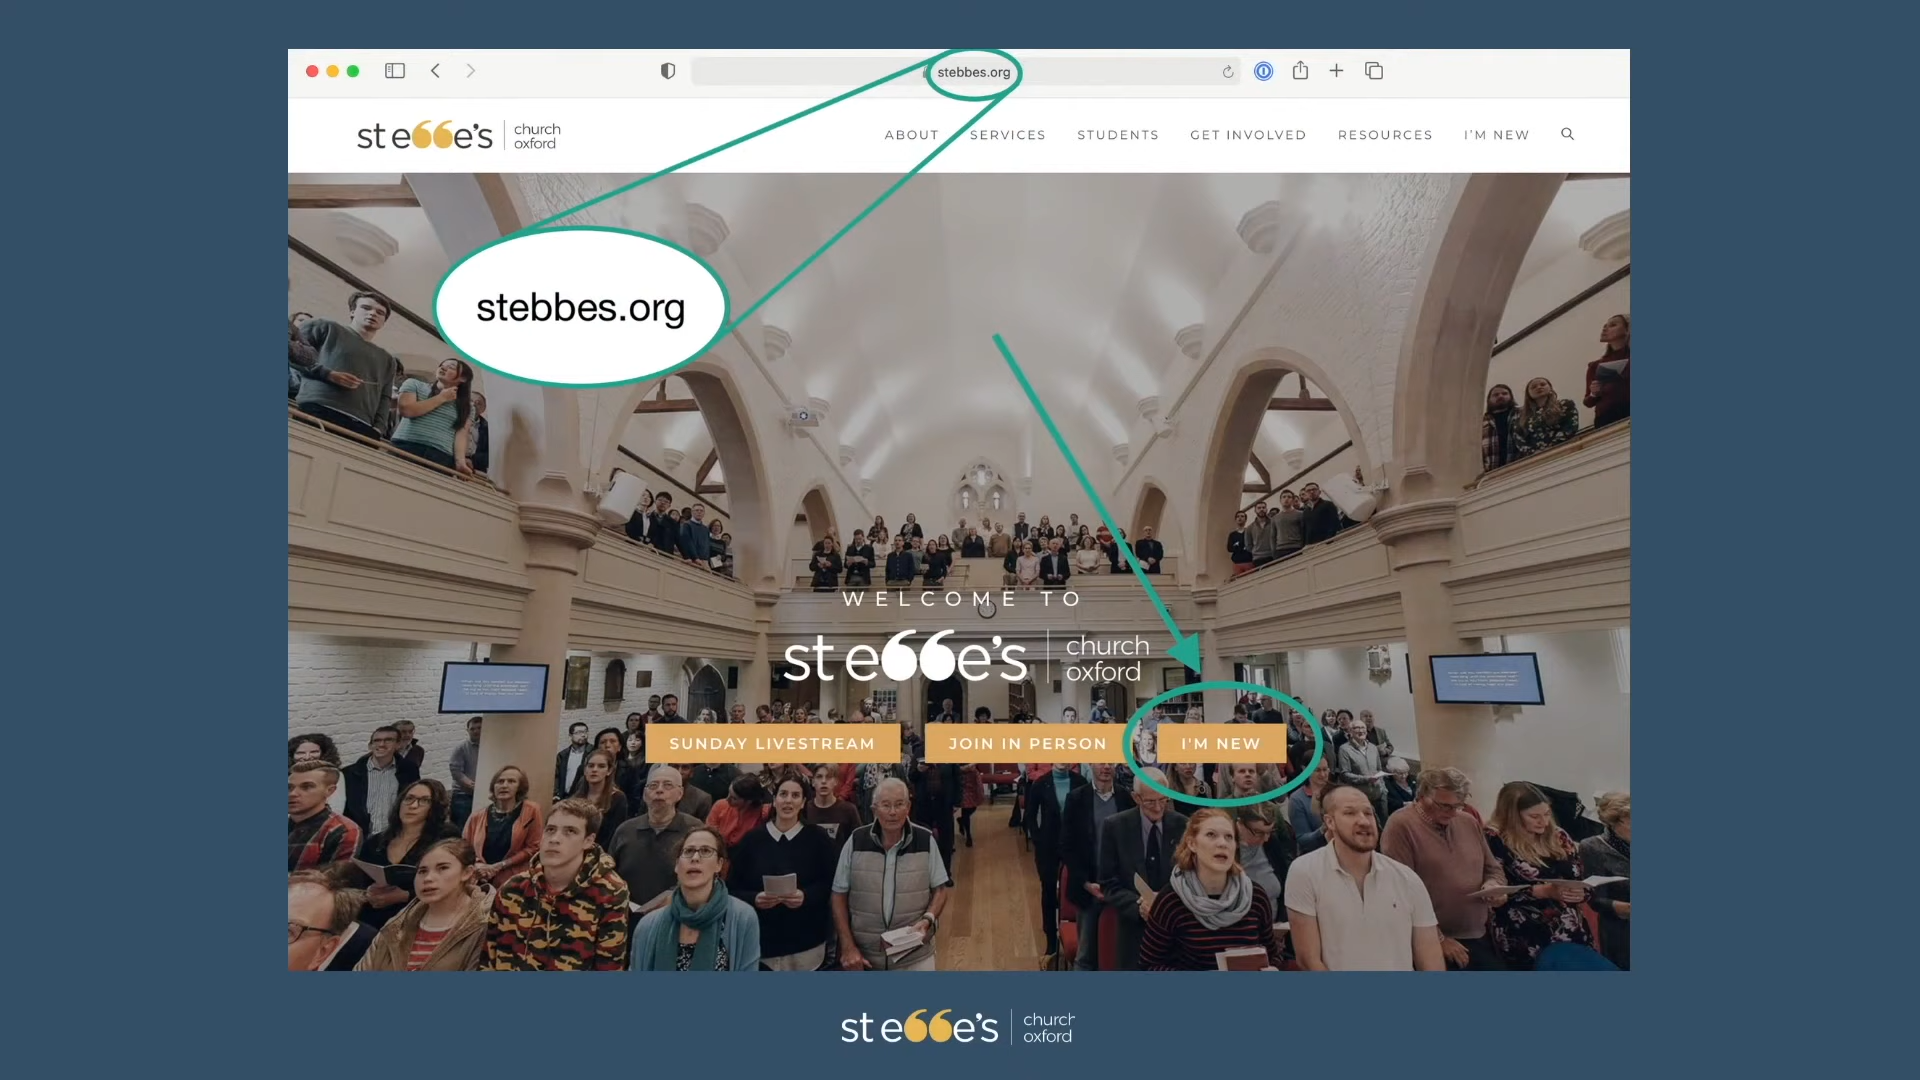 stebbes.org
st ebbe's church
oxford
ABOUT SERVICES STUDENTS GET INVOLVED RESOURCES I'M NEW
stebbes.org
WELCOME TO
st ebbe's church
oxford
SUNDAY LIVESTREAM JOIN IN PERSON I'M NEW
st ebbe's church
oxford